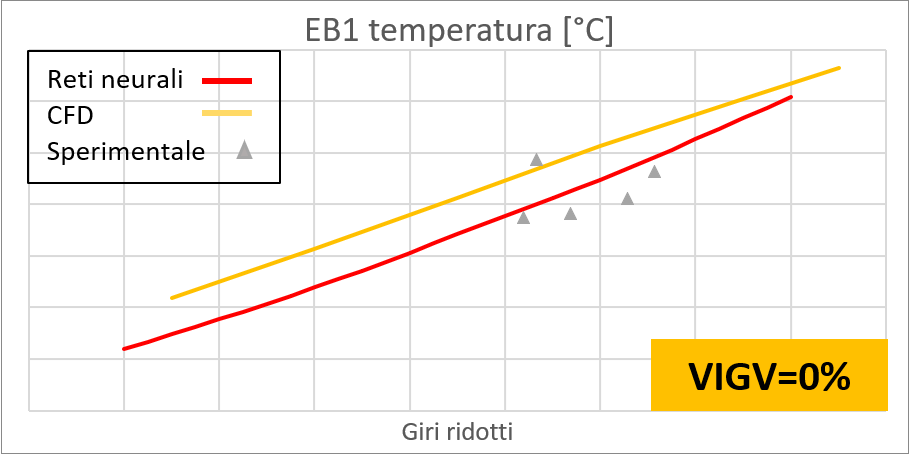 EB1 temperatura [°C]
Reti neurali
CFD
Sperimentale
VIGV=0%
Giri ridotti